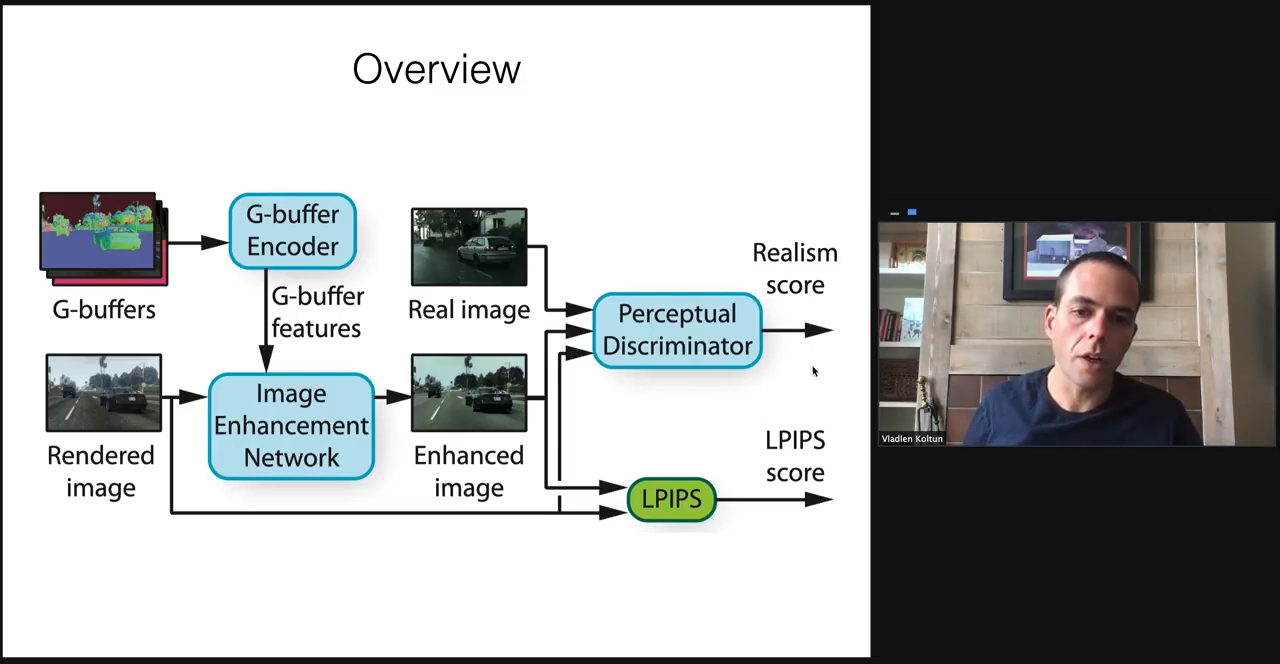 Overview
G-buffers
G-buffer
Encoder
G-buffer
features
Rendered
image
Image
Enhancement
Network
Real image
Enhanced
image
Perceptual
Discriminator
Realism
score
LPIPS
LPIPS
score
Vladlen Koltun